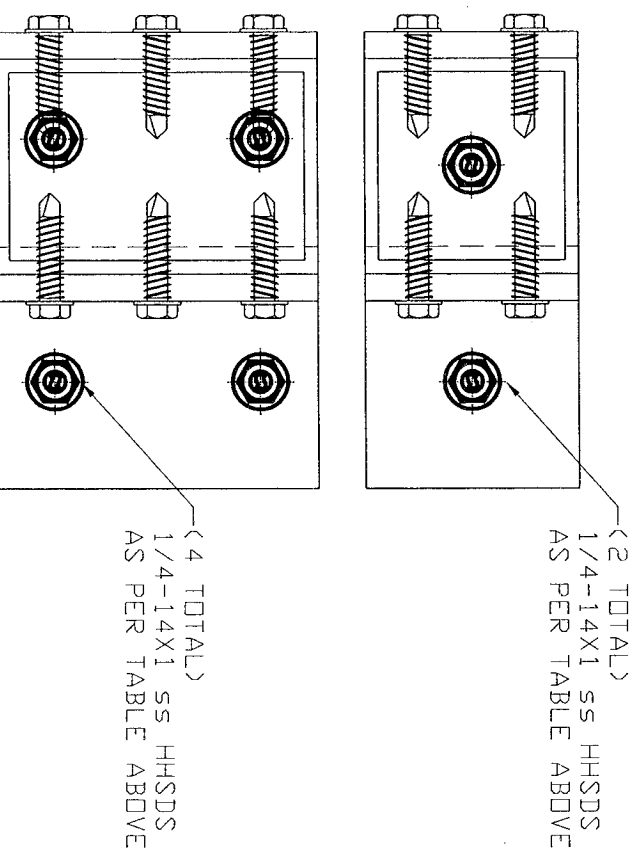 (2 TOTAL)
1/4-14X1 ss HHSDS
AS PER TABLE ABOVE
(4 TOTAL)
1/4-14X1 ss HHSDS
AS PER TABLE ABOVE